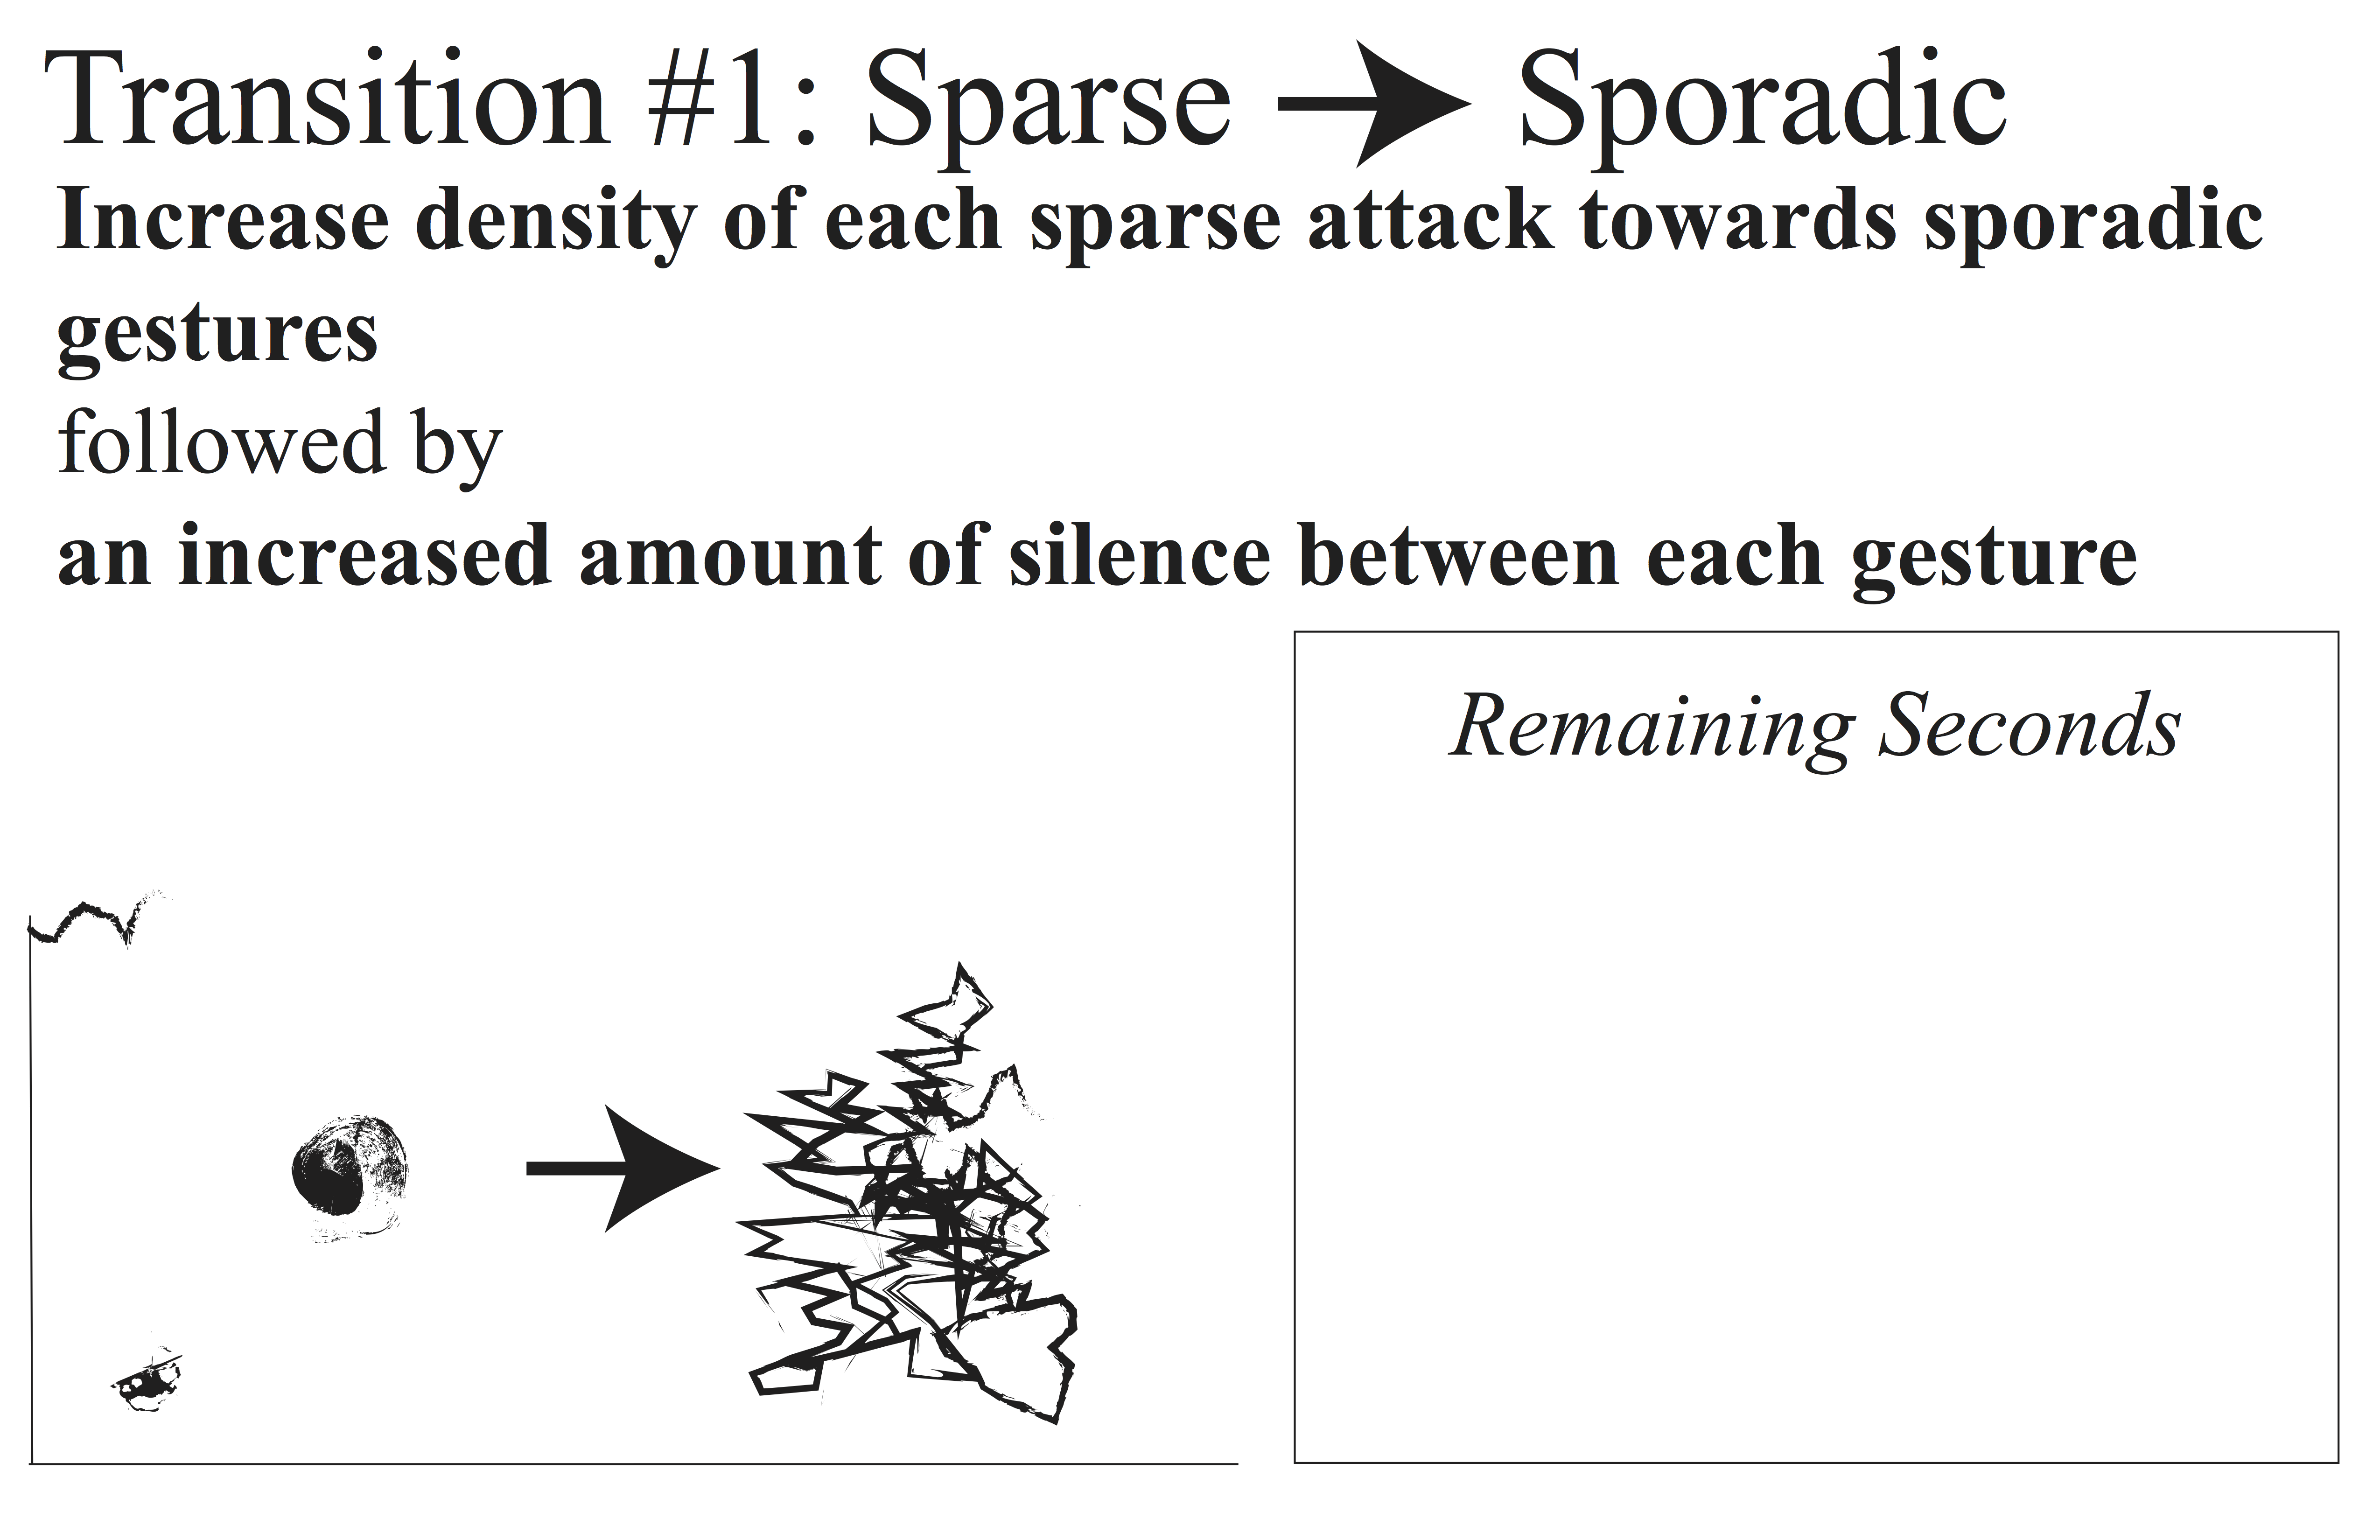 Transition #1: Sparse → Sporadic
Increase density of each sparse attack towards sporadic
gestures
followed by
an increased amount of silence between each gesture
Remaining Seconds